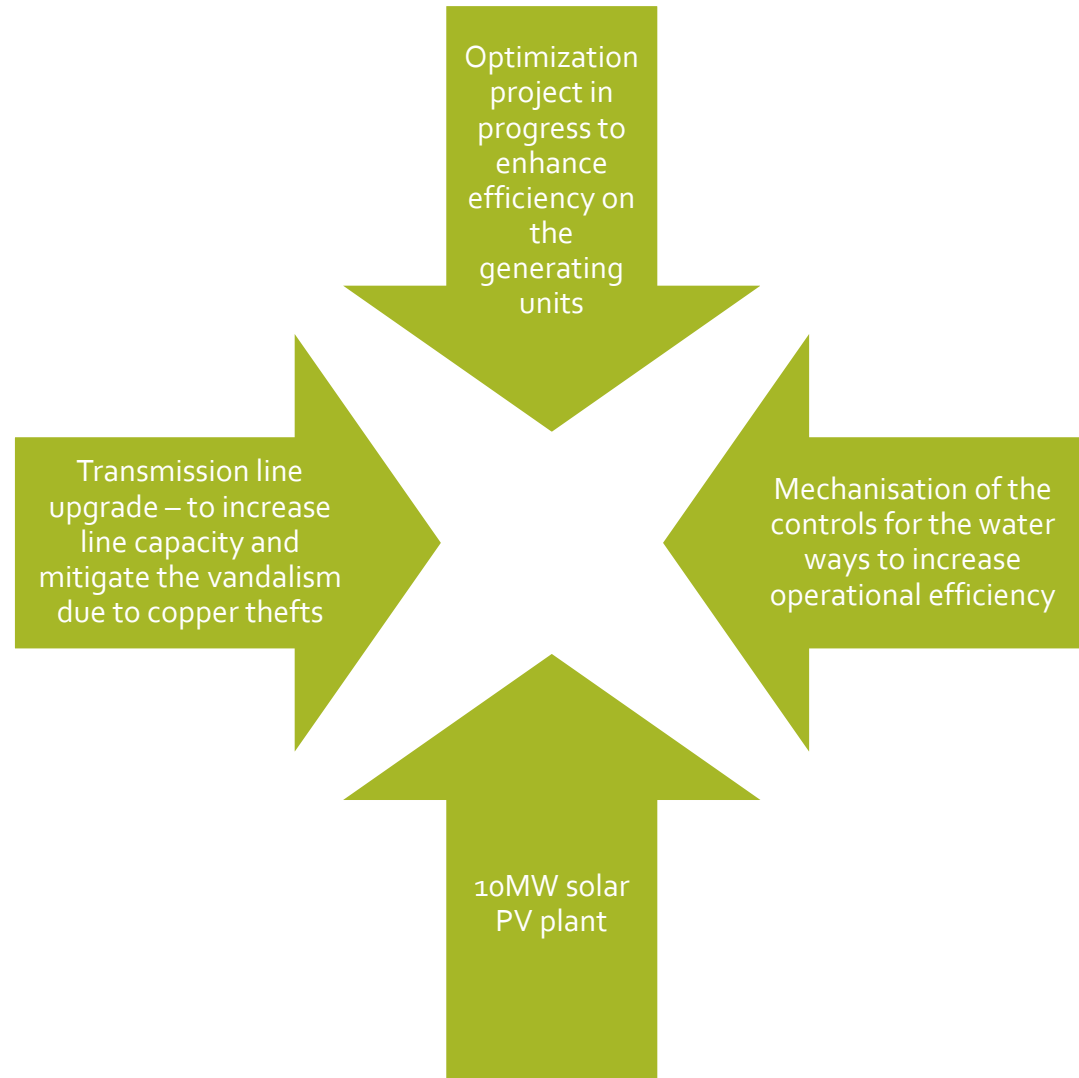 Optimization
project in
progress to
enhance
efficiency on
the
generating
units
Transmission line
upgrade – to increase
line capacity and
mitigate the vandalism
due to copper thefts
Mechanisation of the
controls for the water
ways to increase
operational efficiency
10MW solar
PV plant